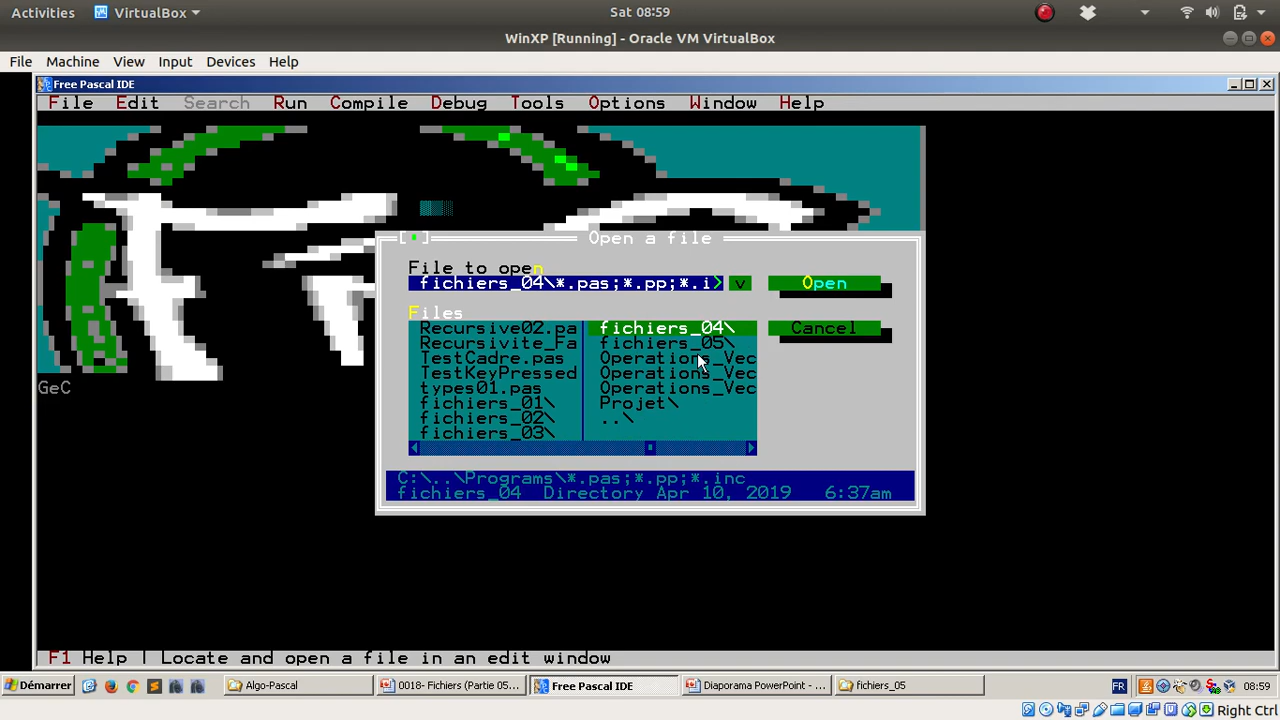 Activities VirtualBox Sat 08:59
WinXP [Running] - Oracle VM VirtualBox
File Machine View Input Devices Help
Free Pascal IDE
File Edit Search Run Compile Debug Tools Options Window Help
Open a file
File to open
fichiers_04\*.pas;*.pp;*.i
v
Open
Files
Cancel
Recursive02.pa
Recursivite_Fa
TestCadre.pas
TestKeyPressed
types01.pas
fichiers_01\
fichiers_02\
fichiers_03\
fichiers_04\
fichiers_05\
Operations_Vec
Operations_Vec
Operations_Vec
Projet\
..\
C:\..\Programs\*.pas;*.pp;*.inc
fichiers_04 Directory Apr 10, 2019 6:37am
GeC
F1 Help | Locate and open a file in an edit window
Démarrer Algo-Pascal 0018- Fichiers (Partie 05... Free Pascal IDE Diaporama PowerPoint - ... fichiers_05 FR 08:59
Right Ctrl